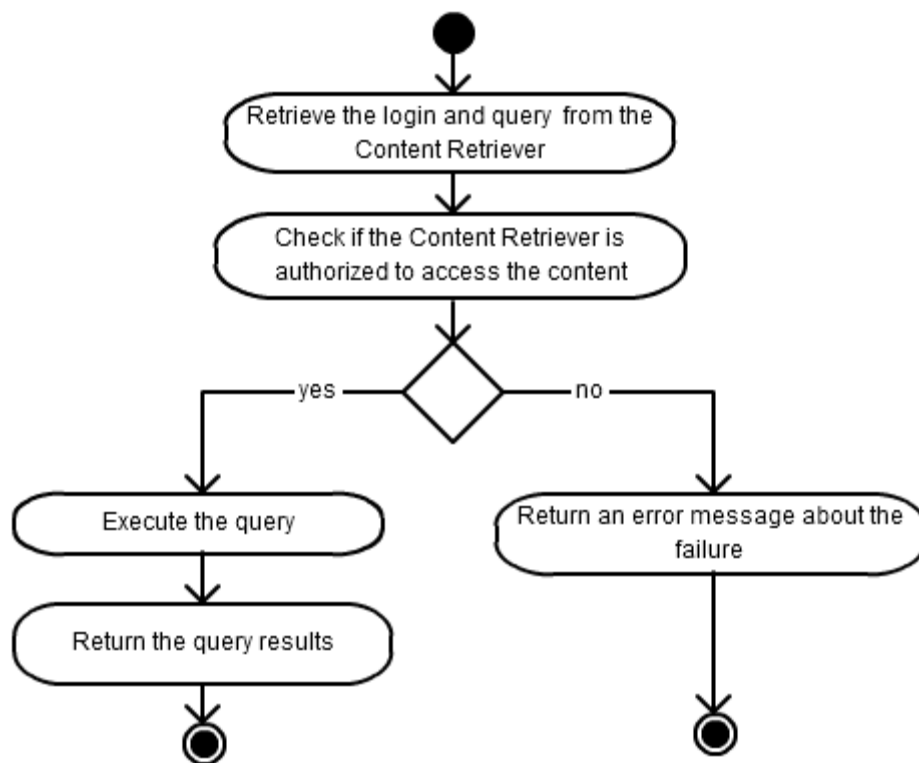 Retrieve the login and query from the
Content Retriever
Check if the Content Retriever is
authorized to access the content
yes
no
Execute the query
Return an error message about the
failure
Return the query results